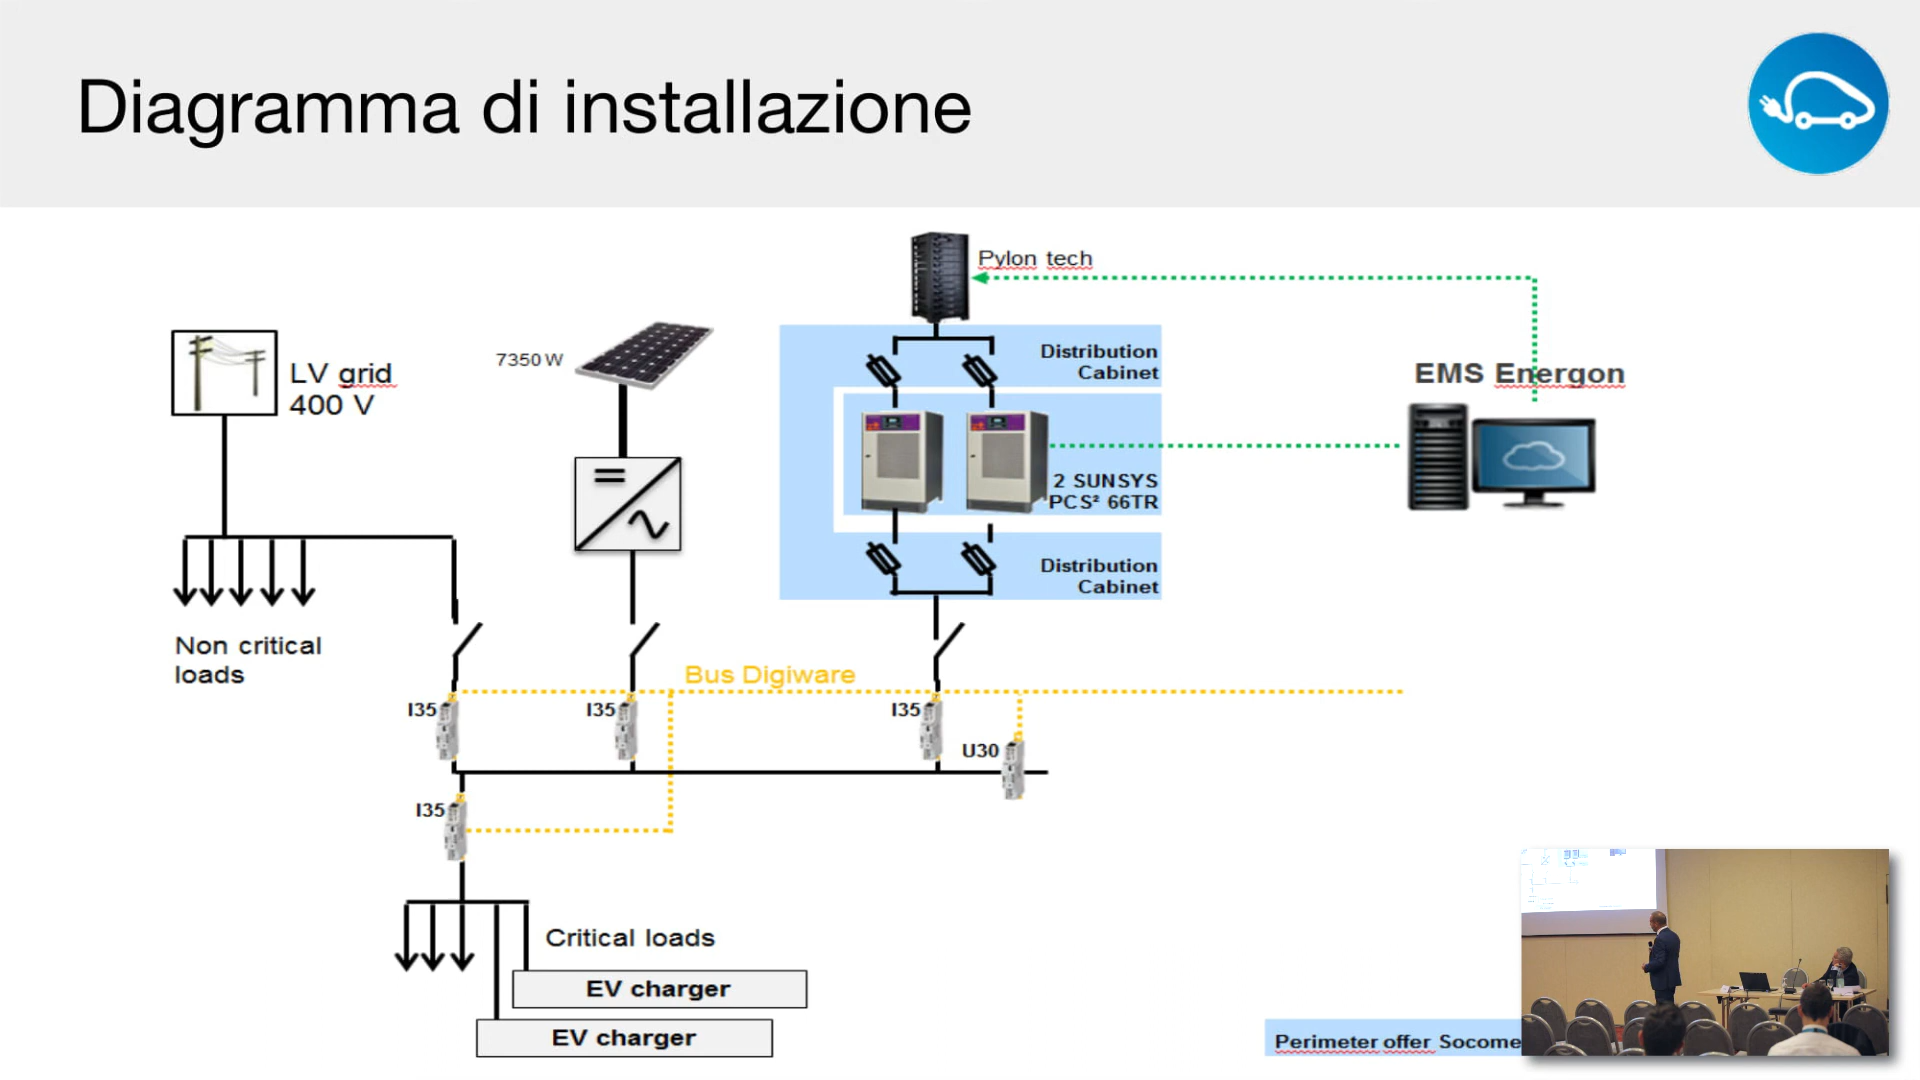 Diagramma di installazione
Pylon tech
LV grid
400 V
7350 W
Distribution
Cabinet
EMS Energon
2 SUNSYS
PCS² 66TR
Distribution
Cabinet
Non critical
loads
Bus Digiware
I35
I35
I35
U30
I35
Critical loads
EV charger
EV charger
Perimeter offer Socome